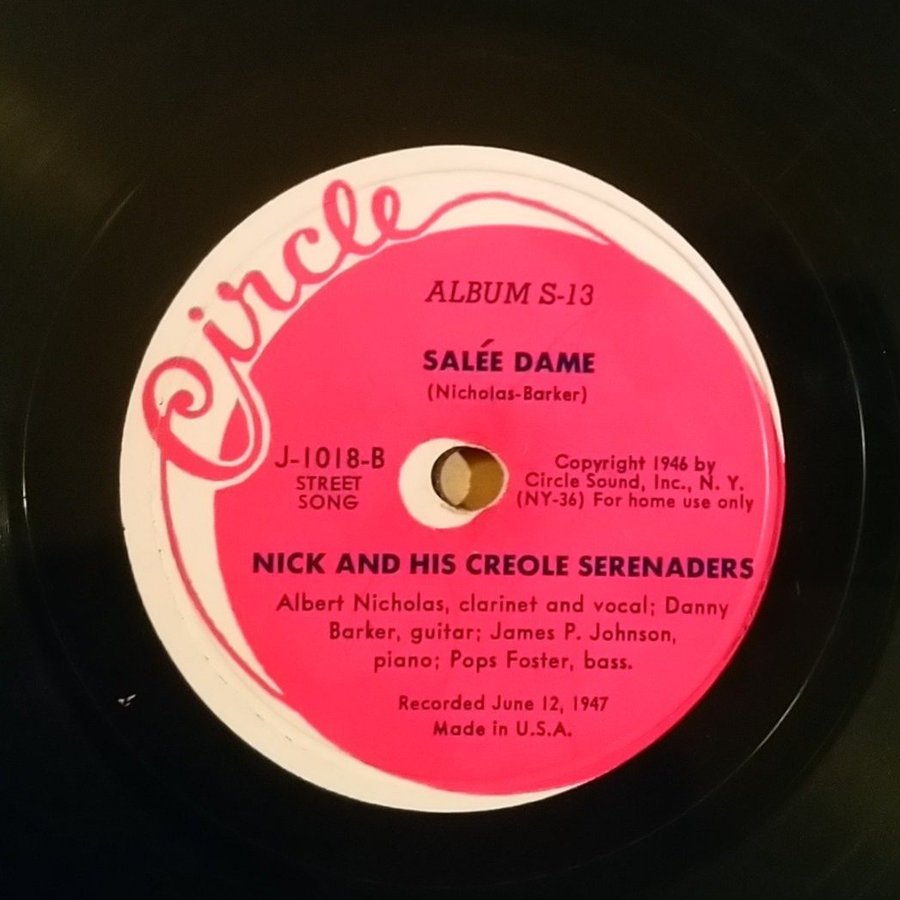 Circle
ALBUM S-13
SALÉE DAME
(Nicholas-Barker)
J-1018-B
STREET
SONG
Copyright 1946 by
Circle Sound, Inc., N. Y.
(NY-36) For home use only
NICK AND HIS CREOLE SERENADERS
Albert Nicholas, clarinet and vocal; Danny
Barker, guitar; James P. Johnson,
piano; Pops Foster, bass.
Recorded June 12, 1947
Made in U.S.A.